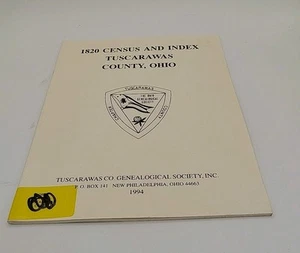 1820 CENSUS AND INDEX
TUSCARAWAS
COUNTY, OHIO
TUSCARAWAS
TUSCARAWAS CO. GENEALOGICAL SOCIETY, INC.
P.O. BOX 141 NEW PHILADELPHIA, OHIO 44663
1994